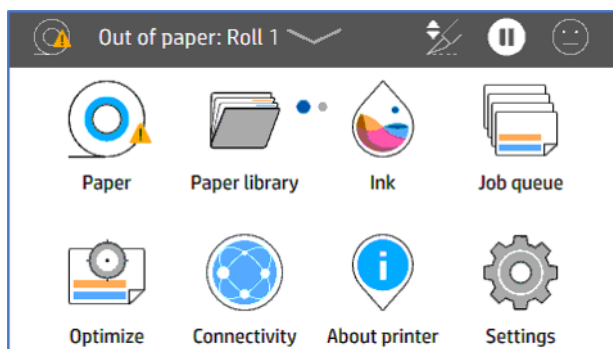 Out of paper: Roll 1
Paper
Paper library
Ink
Job queue
Optimize
Connectivity
About printer
Settings